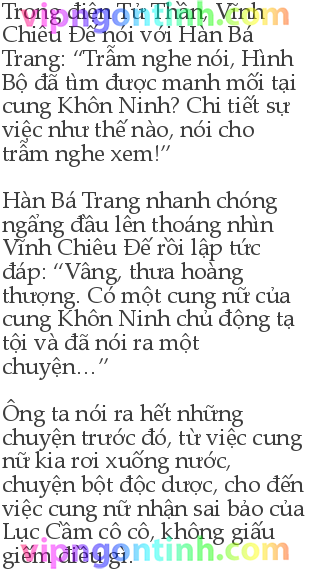 Trong điện Tử Thần, Vĩnh
Chiêu Đế nói với Hàn Bá
Trang: “Trẫm nghe nói, Hình
Bộ đã tìm được manh mối tại
cung Khôn Ninh? Chi tiết sự
việc như thế nào, nói cho
trẫm nghe xem!”
Hàn Bá Trang nhanh chóng
ngẩng đầu lên thoáng nhìn
Vĩnh Chiêu Đế rồi lập tức
đáp: “Vâng, thưa hoàng
thượng. Có một cung nữ của
cung Khôn Ninh chủ động tạ
tội và đã nói ra một
chuyện...”
Ông ta nói ra hết những
chuyện trước đó, từ việc cung
nữ kia roi xuống nước,
chuyện bột độc dược, cho đến
việc cung nữ nhận sai bảo của
Lục Cầm cô cô, không giấu
giếm điều gì.
vipngontinh.com
vipngontinh.com